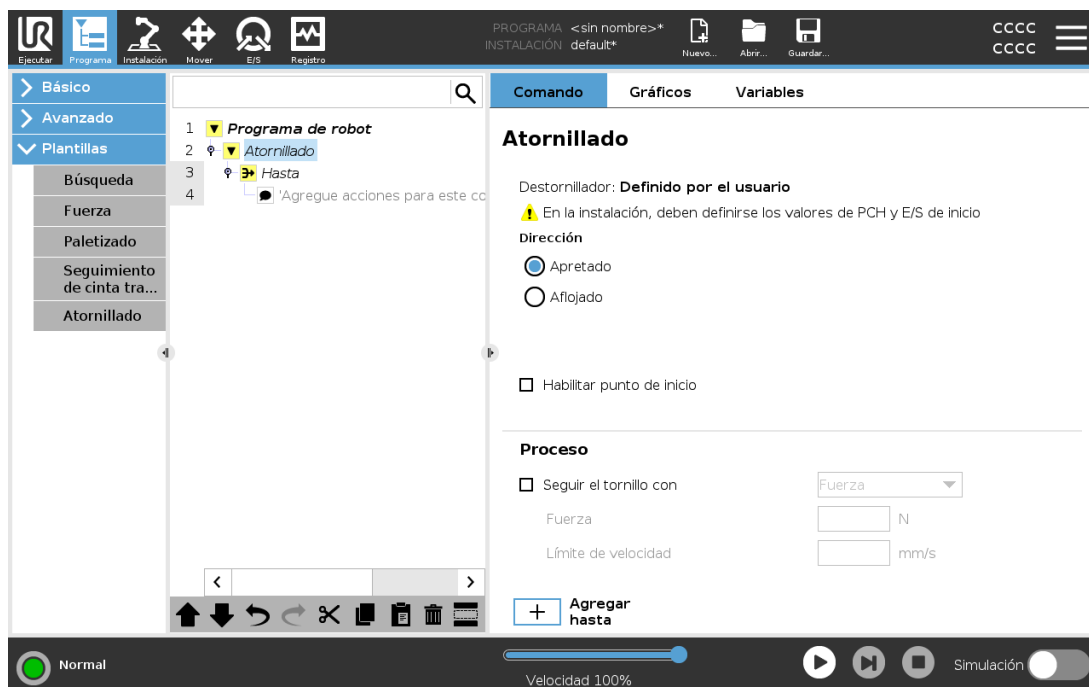 PROGRAMA <sin nombre>*
INSTALACIÓN default*
CCCC
CCCC
Ejecutar Programa Instalación Mover E/S Registro Nuevo... Abrir... Guardar...
Básico
Avanzado
Plantillas
Búsqueda
Fuerza
Paletizado
Seguimiento
de cinta tra...
Atornillado
1 Programa de robot
2 Atornillado
3 Hasta
4 'Agregue acciones para este co
Comando Gráficos Variables
Atornillado
Destornillador: Definido por el usuario
En la instalación, deben definirse los valores de PCH y E/S de inicio
Dirección
Apretado
Aflojado
Habilitar punto de inicio
Proceso
Seguir el tornillo con Fuerza
Fuerza N
Límite de velocidad mm/s
Agregar
hasta
Normal
Velocidad 100%
Simulación